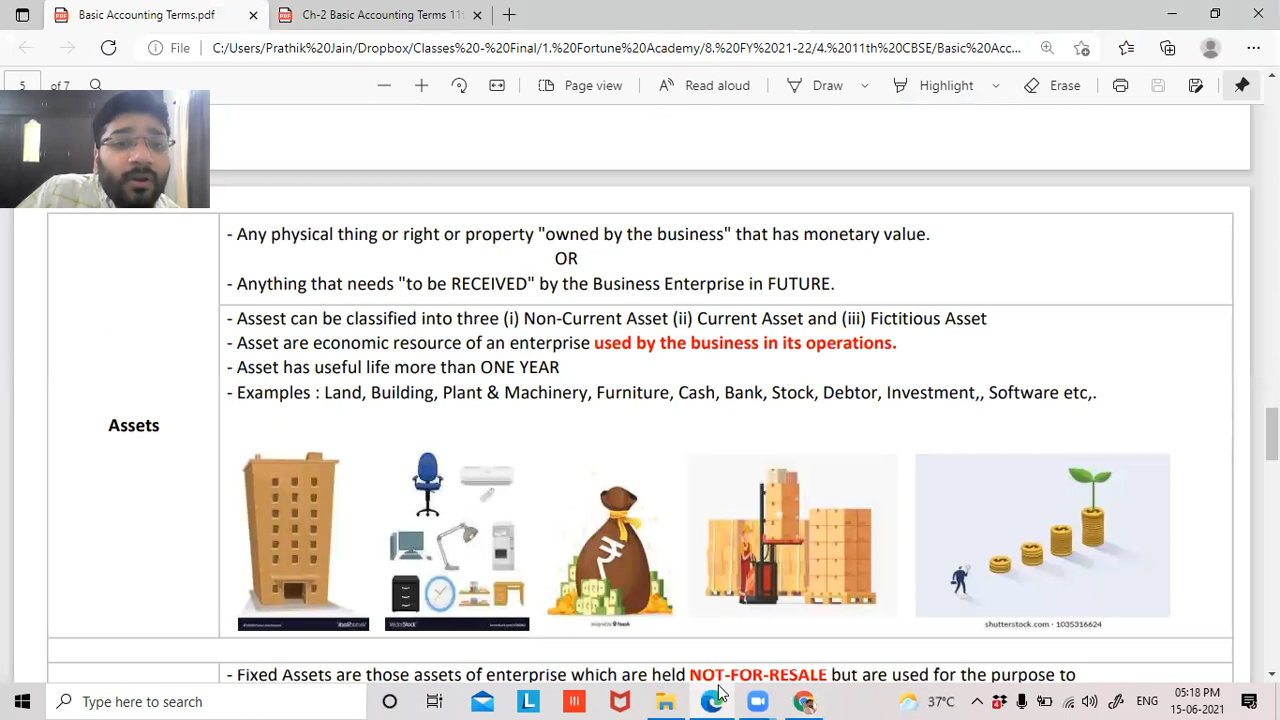 Basic Accounting Terms.pdf
Ch-2 Basic Accounting Terms 11
File
C:/Users/Prathik%20Jain/Dropbox/Classes%20-%20Final/1.%20Fortune%20Academy/8.%20FY%202021-22/4.%2011th%20CBSE/Basic%20Acc...
5 of 7
Page view
Read aloud
Draw
Highlight
Erase
- Any physical thing or right or property "owned by the business" that has monetary value.
OR
- Anything that needs "to be RECEIVED" by the Business Enterprise in FUTURE.
- Assest can be classified into three (i) Non-Current Asset (ii) Current Asset and (iii) Fictitious Asset
- Asset are economic resource of an enterprise used by the business in its operations.
- Asset has useful life more than ONE YEAR
- Examples : Land, Building, Plant & Machinery, Furniture, Cash, Bank, Stock, Debtor, Investment,, Software etc,.
Assets
VectorStock
shutterstock.com · 1035316624
- Fixed Assets are those assets of enterprise which are held NOT-FOR-RESALE but are used for the purpose to
Type here to search
37°C
05:18 PM
15-06-2021